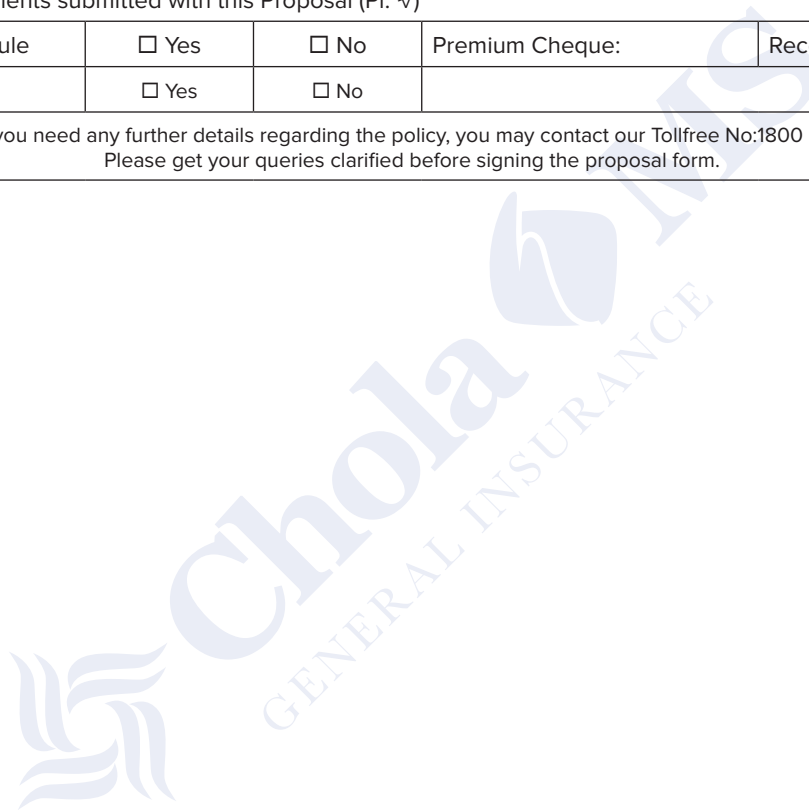 ents submitted with this Proposal (Pl. √)
ule ☐ Yes ☐ No Premium Cheque: Rec
☐ Yes ☐ No
you need any further details regarding the policy, you may contact our Tollfree No:1800
Please get your queries clarified before signing the proposal form.
Chola MS
GENERAL INSURANCE